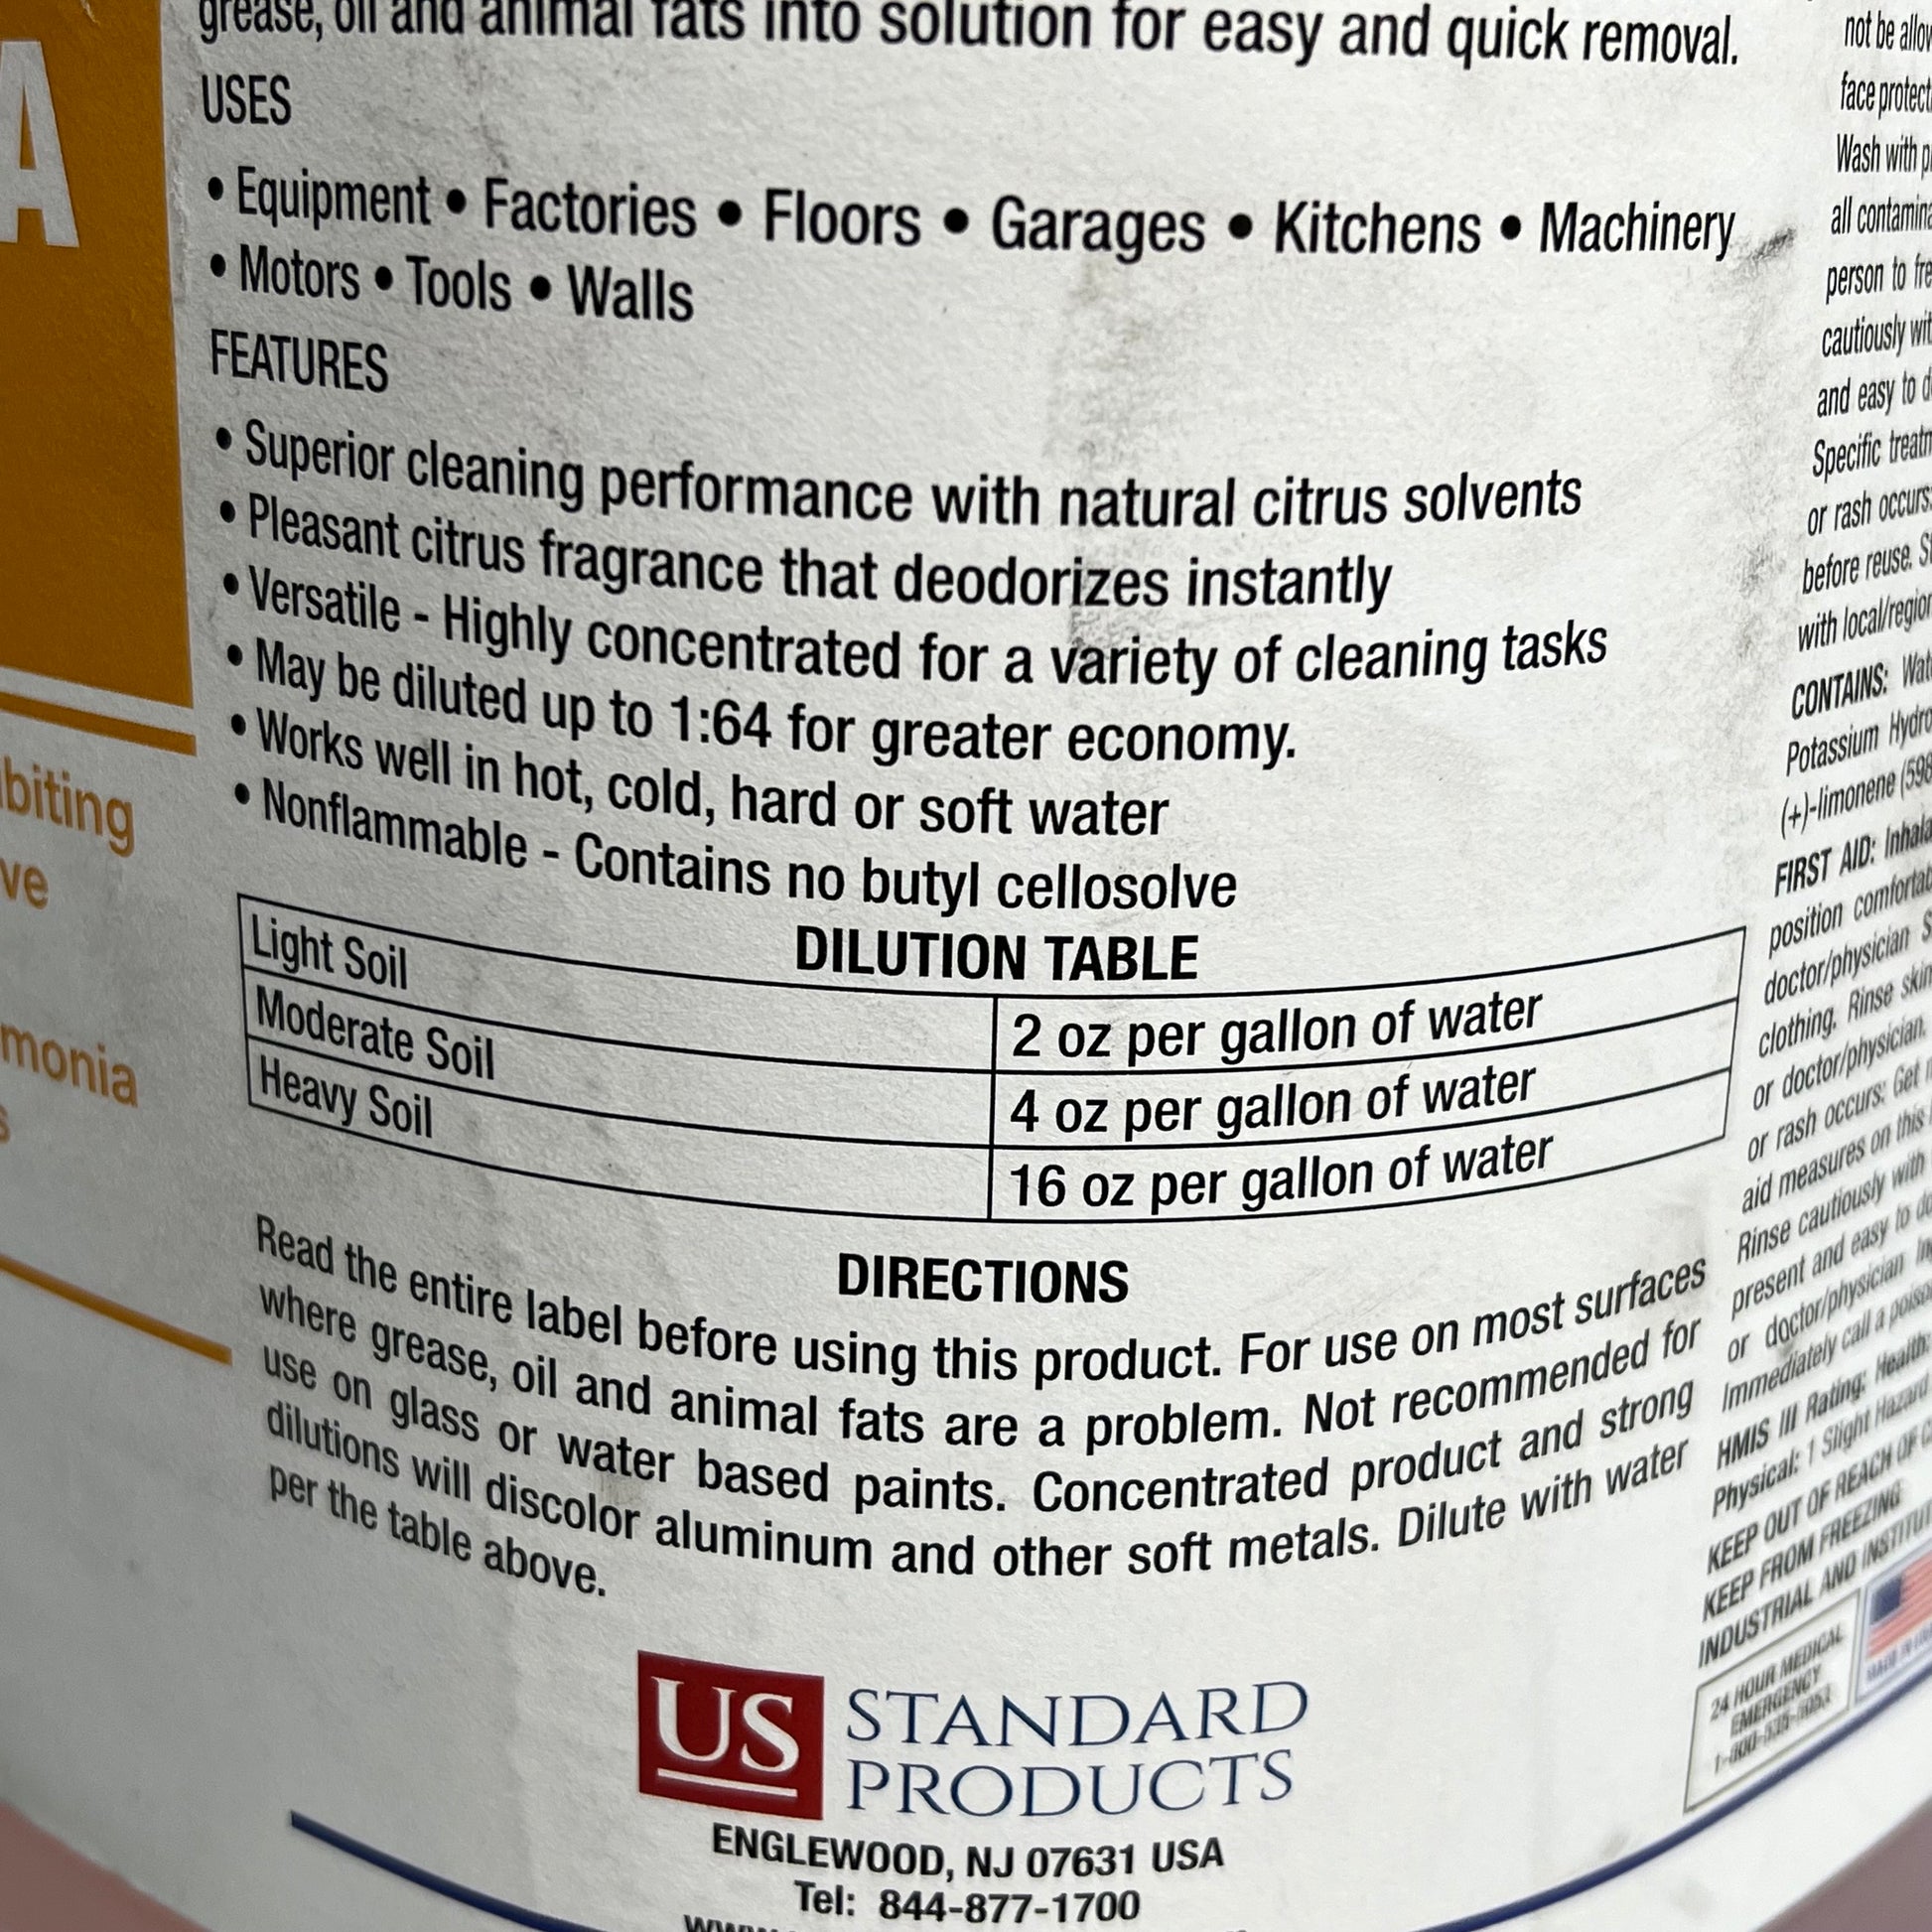 A
biting
ve
monia
grease, oil and animal fats into solution for easy and quick removal.
USES
• Equipment • Factories • Floors • Garages • Kitchens • Machinery
• Motors • Tools • Walls
FEATURES
• Superior cleaning performance with natural citrus solvents
• Pleasant citrus fragrance that deodorizes instantly
• Versatile - Highly concentrated for a variety of cleaning tasks
• May be diluted up to 1:64 for greater economy.
• Works well in hot, cold, hard or soft water
• Nonflammable - Contains no butyl cellosolve
DILUTION TABLE
Light Soil 2 oz per gallon of water
Moderate Soil 4 oz per gallon of water
Heavy Soil 16 oz per gallon of water
DIRECTIONS
Read the entire label before using this product. For use on most surfaces
where grease, oil and animal fats are a problem. Not recommended for
use on glass or water based paints. Concentrated product and strong
dilutions will discolor aluminum and other soft metals. Dilute with water
per the table above.
US STANDARD
PRODUCTS
ENGLEWOOD, NJ 07631 USA
Tel: 844-877-1700
not be
face
Wash with
all
person to
cautiously
and easy to
Specific
or rash occurs:
before reuse.
with
CONTAINS:
Potassium
(+)-limonene
FIRST AID:
position
doctor/physician
clothing. Rinse skin
or doctor/physician.
or rash occurs: Get
aid measures on this
Rinse cautiously with
present and easy to
or doctor/physician
Immediately call a
HMIS III Rating: Health:
Physical: 1 Slight Hazard
KEEP OUT OF REACH OF
KEEP FROM FREEZING
INDUSTRIAL AND
24 HOUR MEDICAL
EMERGENCY